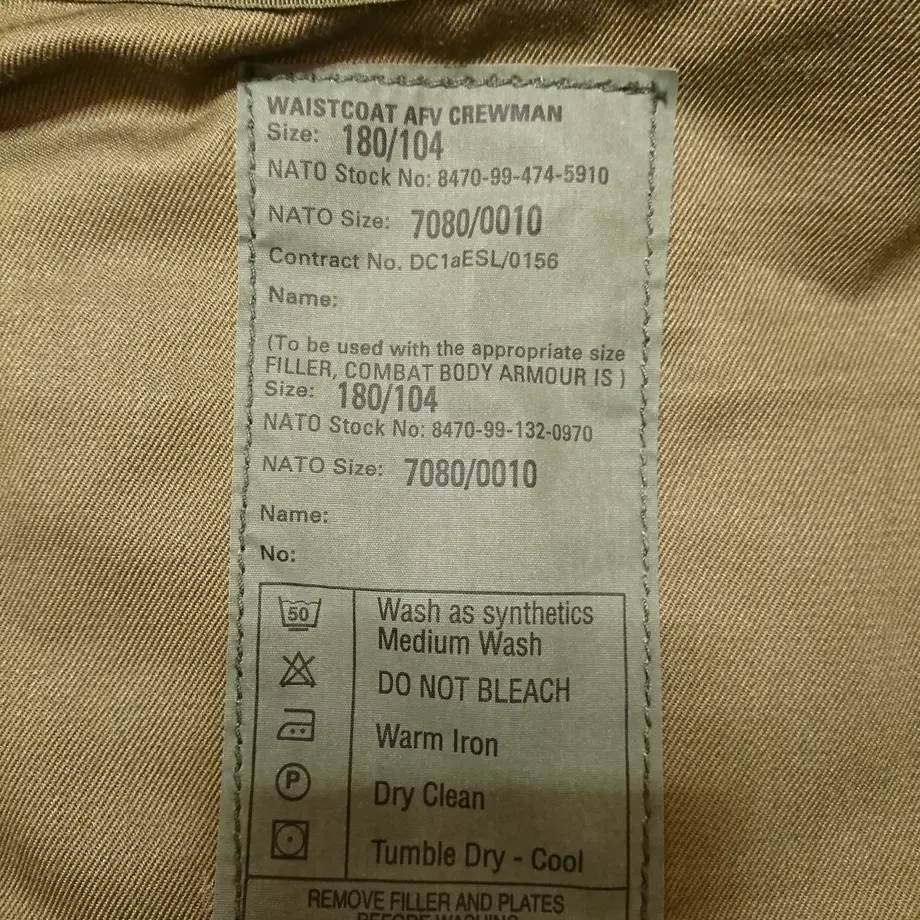 WAISTCOAT AFV CREWMAN
Size: 180/104
NATO Stock No: 8470-99-474-5910
NATO Size: 7080/0010
Contract No. DC1aESL/0156
Name:
(To be used with the appropriate size
FILLER, COMBAT BODY ARMOUR IS )
Size: 180/104
NATO Stock No: 8470-99-132-0970
NATO Size: 7080/0010
Name:
No:
50 Wash as synthetics
Medium Wash
DO NOT BLEACH
Warm Iron
P Dry Clean
Tumble Dry - Cool
REMOVE FILLER AND PLATES
BEFORE WASHING